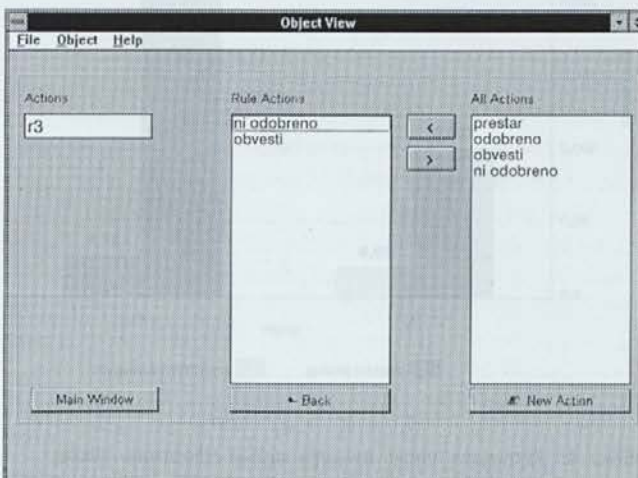 Object View
File Object Help
Actions
Rule Actions
All Actions
r3
ni odobreno
obvesti
<
>
prestar
odobreno
obvesti
ni odobreno
Main Window
Back
New Action